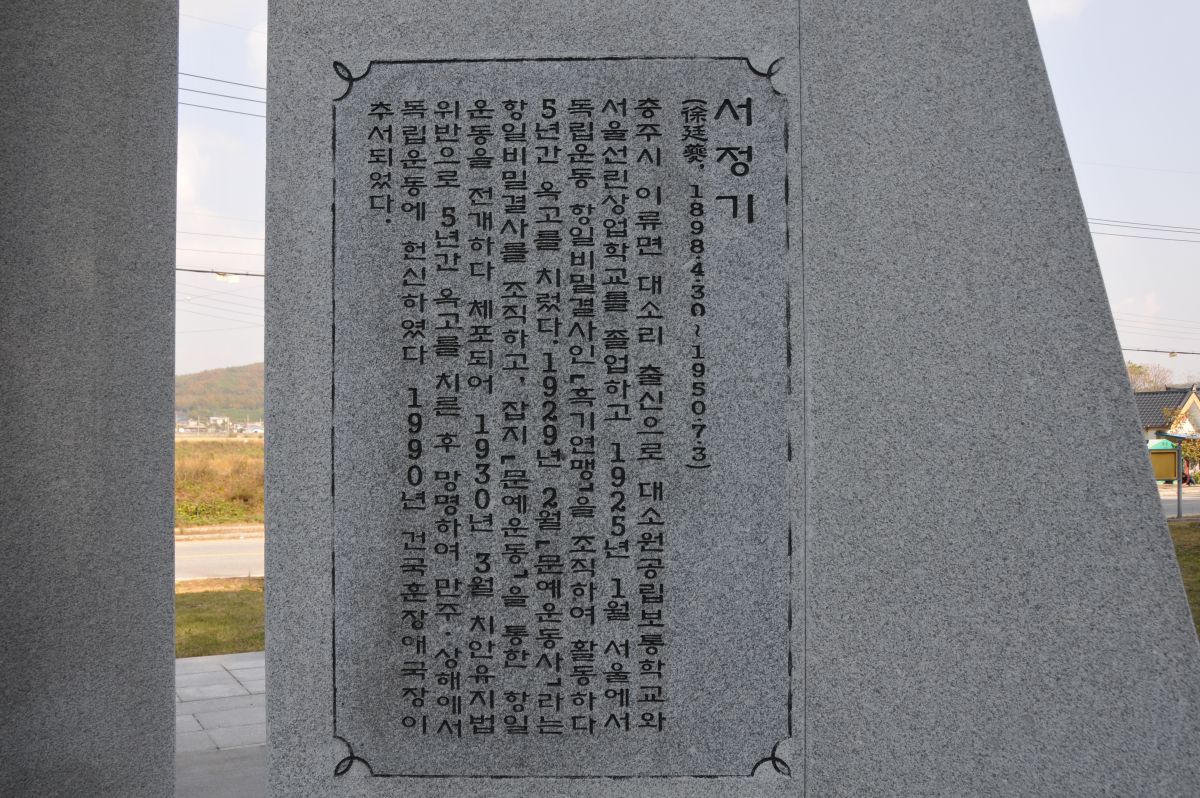 서정기
(徐廷夔, 1898.4.30~1950.7.3)
충주시 이류면 대소리 출신으로 대소원공립보통학교와
서울선린상업학교를 졸업하고 1925년 1월 서울에서
독립운동 항일비밀결사인「흑기연맹」을 조직하여 활동하다
5년간 옥고를 치렀다. 1929년 2월「문예운동사」라는
항일비밀결사를 조직하고, 잡지「문예운동」을 통한 항일
운동을 전개하다 체포되어 1930년 3월 치안유지법
위반으로 5년간 옥고를 치른 후 망명하여 만주·상해에서
독립운동에 헌신하였다 1990년 건국훈장애국장이
추서되었다.